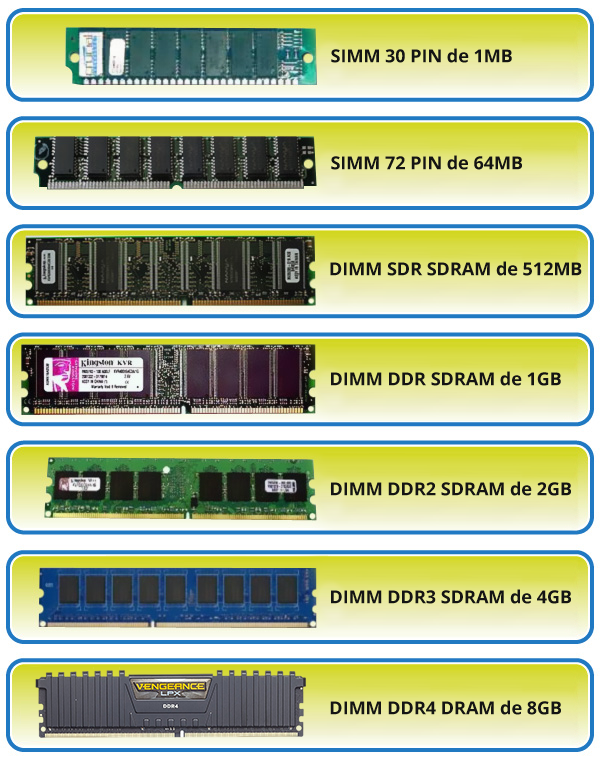 SIMM 30 PIN de 1MB
SIMM 72 PIN de 64MB
DIMM SDR SDRAM de 512MB
Kingston KVR
DIMM DDR SDRAM de 1GB
Kingston
DIMM DDR2 SDRAM de 2GB
DIMM DDR3 SDRAM de 4GB
VENGEANCE
LPX
DDR4
DIMM DDR4 DRAM de 8GB